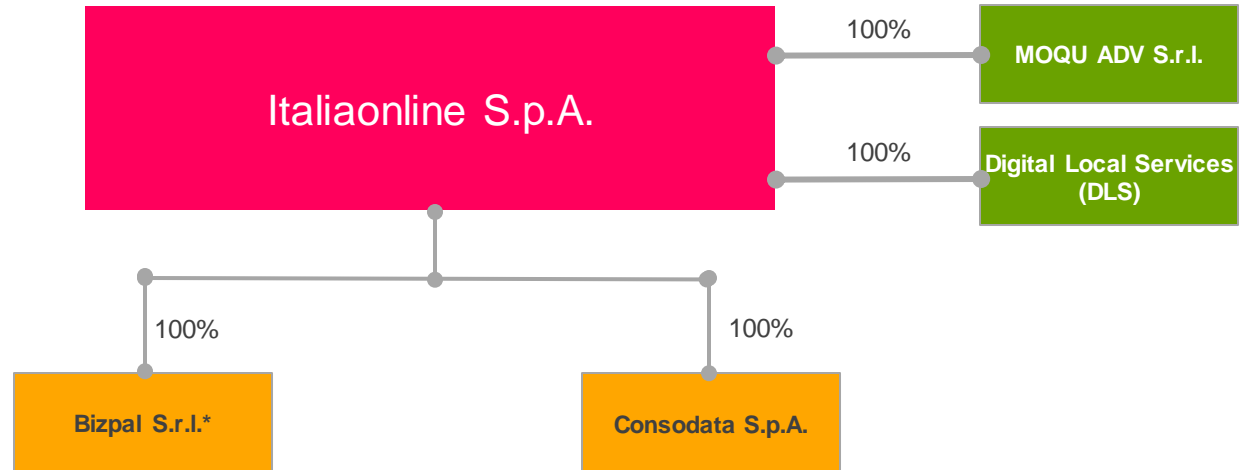 100%
MOQU ADV S.r.l.
Italiaonline S.p.A.
100%
Digital Local Services
(DLS)
100%
100%
Bizpal S.r.l.*
Consodata S.p.A.